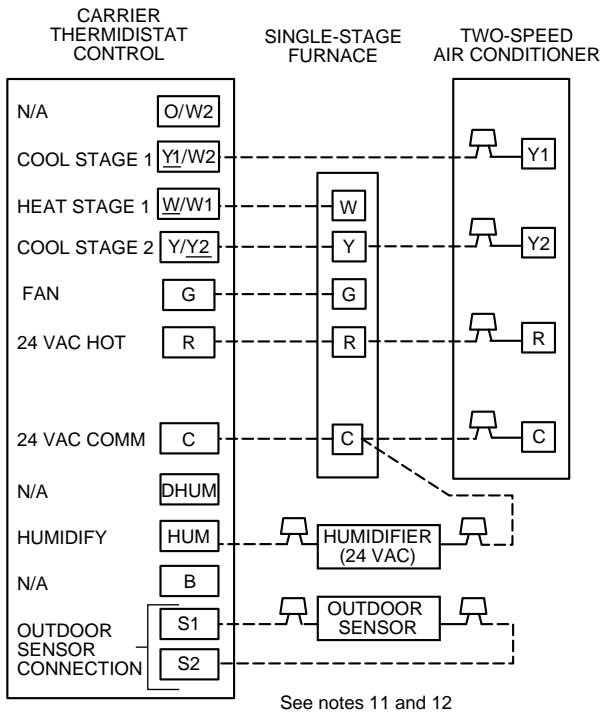 CARRIER
THERMIDISTAT
CONTROL
SINGLE-STAGE
FURNACE
TWO-SPEED
AIR CONDITIONER
N/A O/W2
COOL STAGE 1 Y1/W2 Y1
HEAT STAGE 1 W/W1 W
COOL STAGE 2 Y/Y2 Y Y2
FAN G G
24 VAC HOT R R R
24 VAC COMM C C C
N/A DHUM
HUMIDIFY HUM HUMIDIFIER
(24 VAC)
N/A B
OUTDOOR
SENSOR
CONNECTION
S1
S2
OUTDOOR
SENSOR
See notes 11 and 12